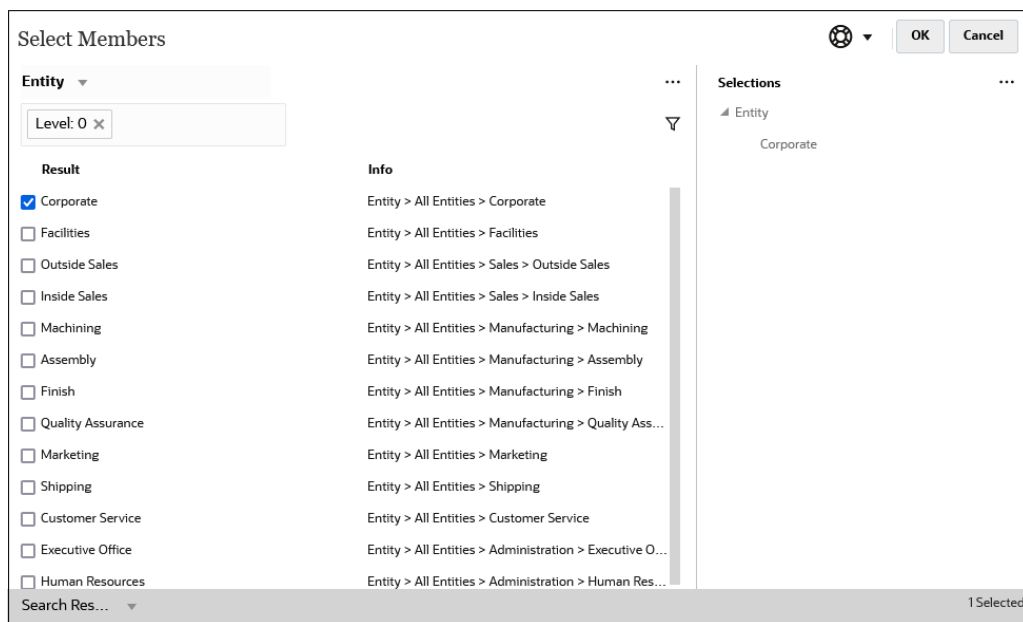 Select Members
OK
Cancel
Entity
Selections
Level: 0
Entity
Corporate
Result Info
Corporate Entity > All Entities > Corporate
Facilities Entity > All Entities > Facilities
Outside Sales Entity > All Entities > Sales > Outside Sales
Inside Sales Entity > All Entities > Sales > Inside Sales
Machining Entity > All Entities > Manufacturing > Machining
Assembly Entity > All Entities > Manufacturing > Assembly
Finish Entity > All Entities > Manufacturing > Finish
Quality Assurance Entity > All Entities > Manufacturing > Quality Ass...
Marketing Entity > All Entities > Marketing
Shipping Entity > All Entities > Shipping
Customer Service Entity > All Entities > Customer Service
Executive Office Entity > All Entities > Administration > Executive O...
Human Resources Entity > All Entities > Administration > Human Res...
Search Res... 1 Selected